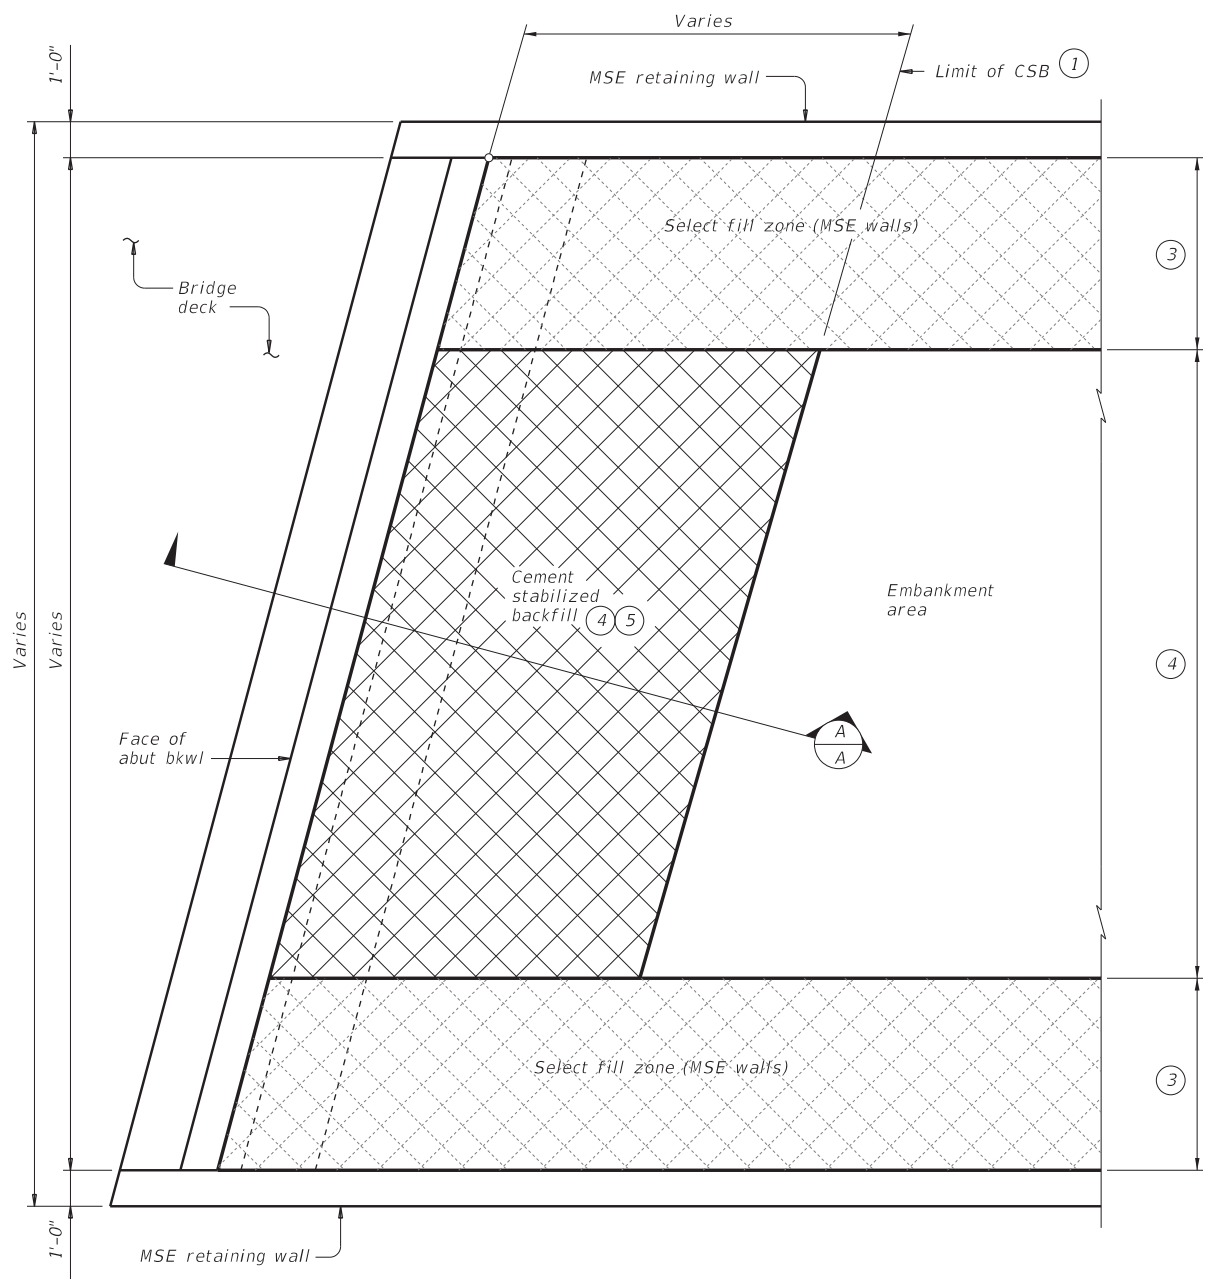 Varies
1'-0"
Limit of CSB 1
MSE retaining wall
Select fill zone (MSE walls)
3
Bridge
deck
Cement
stabilized
backfill 4 5
Embankment
area
Varies
Varies
4
Face of
abut bkwl
A
A
Select fill zone (MSE walls)
3
1'-0"
MSE retaining wall